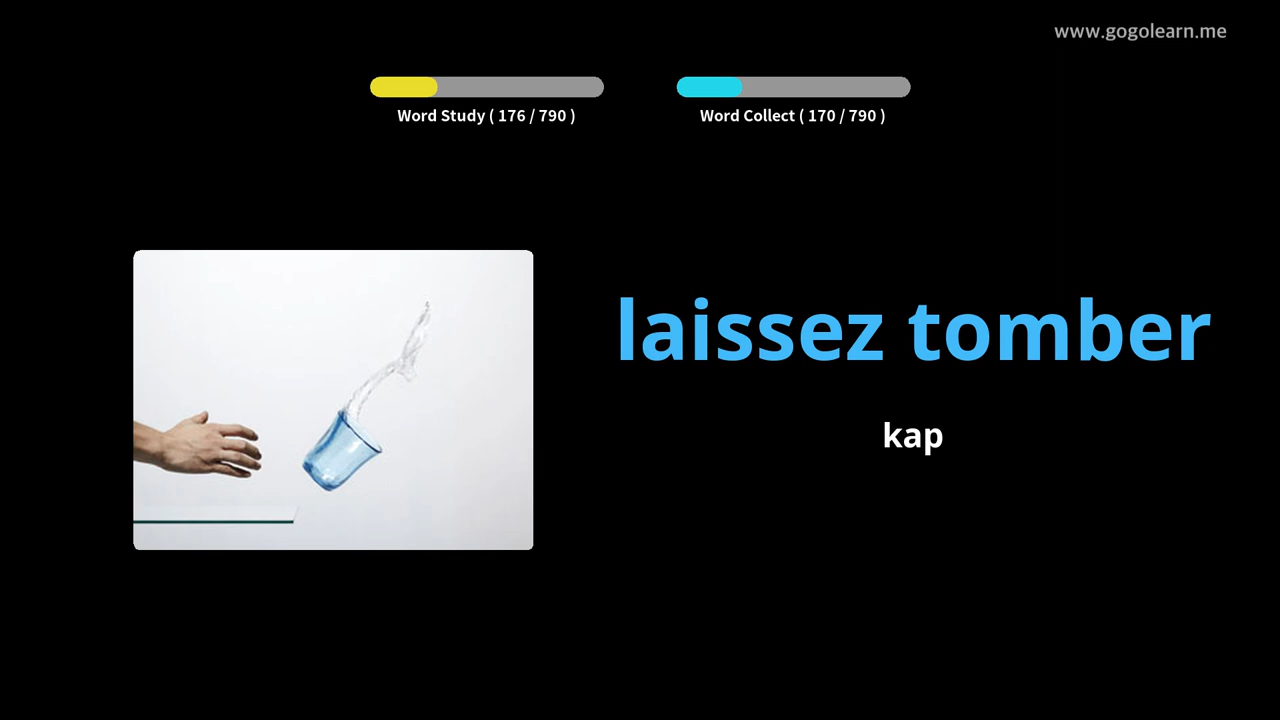 www.gogolearn.me
Word Study ( 176 / 790 )
Word Collect ( 170 / 790 )
laissez tomber
kap